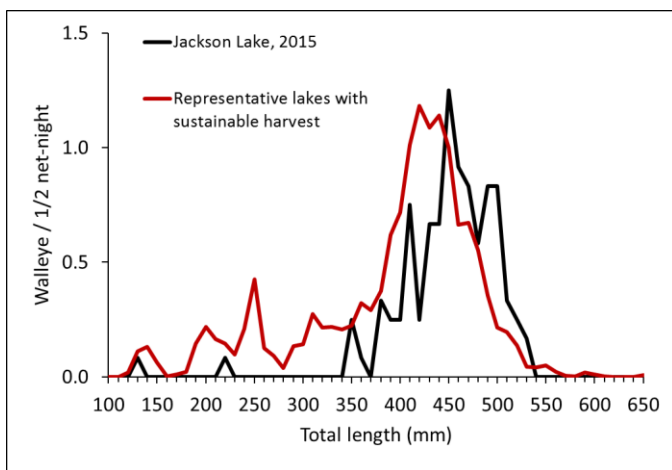 1.5
Jackson Lake, 2015
Representative lakes with
sustainable harvest
1.0
Walleye / 1/2 net-night
0.5
0.0
100 150 200 250 300 350 400 450 500 550 600 650
Total length (mm)